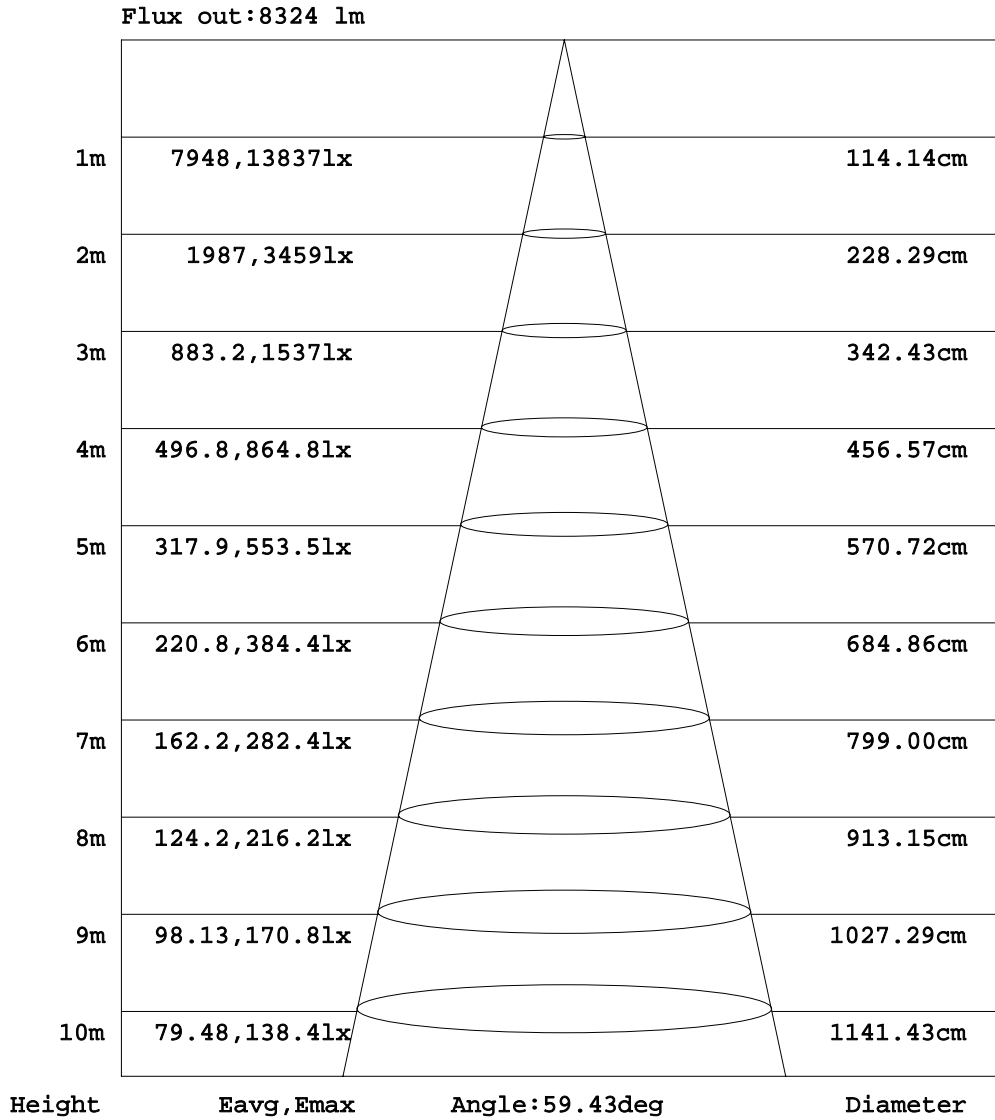 Flux out:8324 lm
1m 7948,13837lx 114.14cm
2m 1987,3459lx 228.29cm
3m 883.2,1537lx 342.43cm
4m 496.8,864.8lx 456.57cm
5m 317.9,553.5lx 570.72cm
6m 220.8,384.4lx 684.86cm
7m 162.2,282.4lx 799.00cm
8m 124.2,216.2lx 913.15cm
9m 98.13,170.8lx 1027.29cm
10m 79.48,138.4lx 1141.43cm
Height Eavg,Emax Angle:59.43deg Diameter